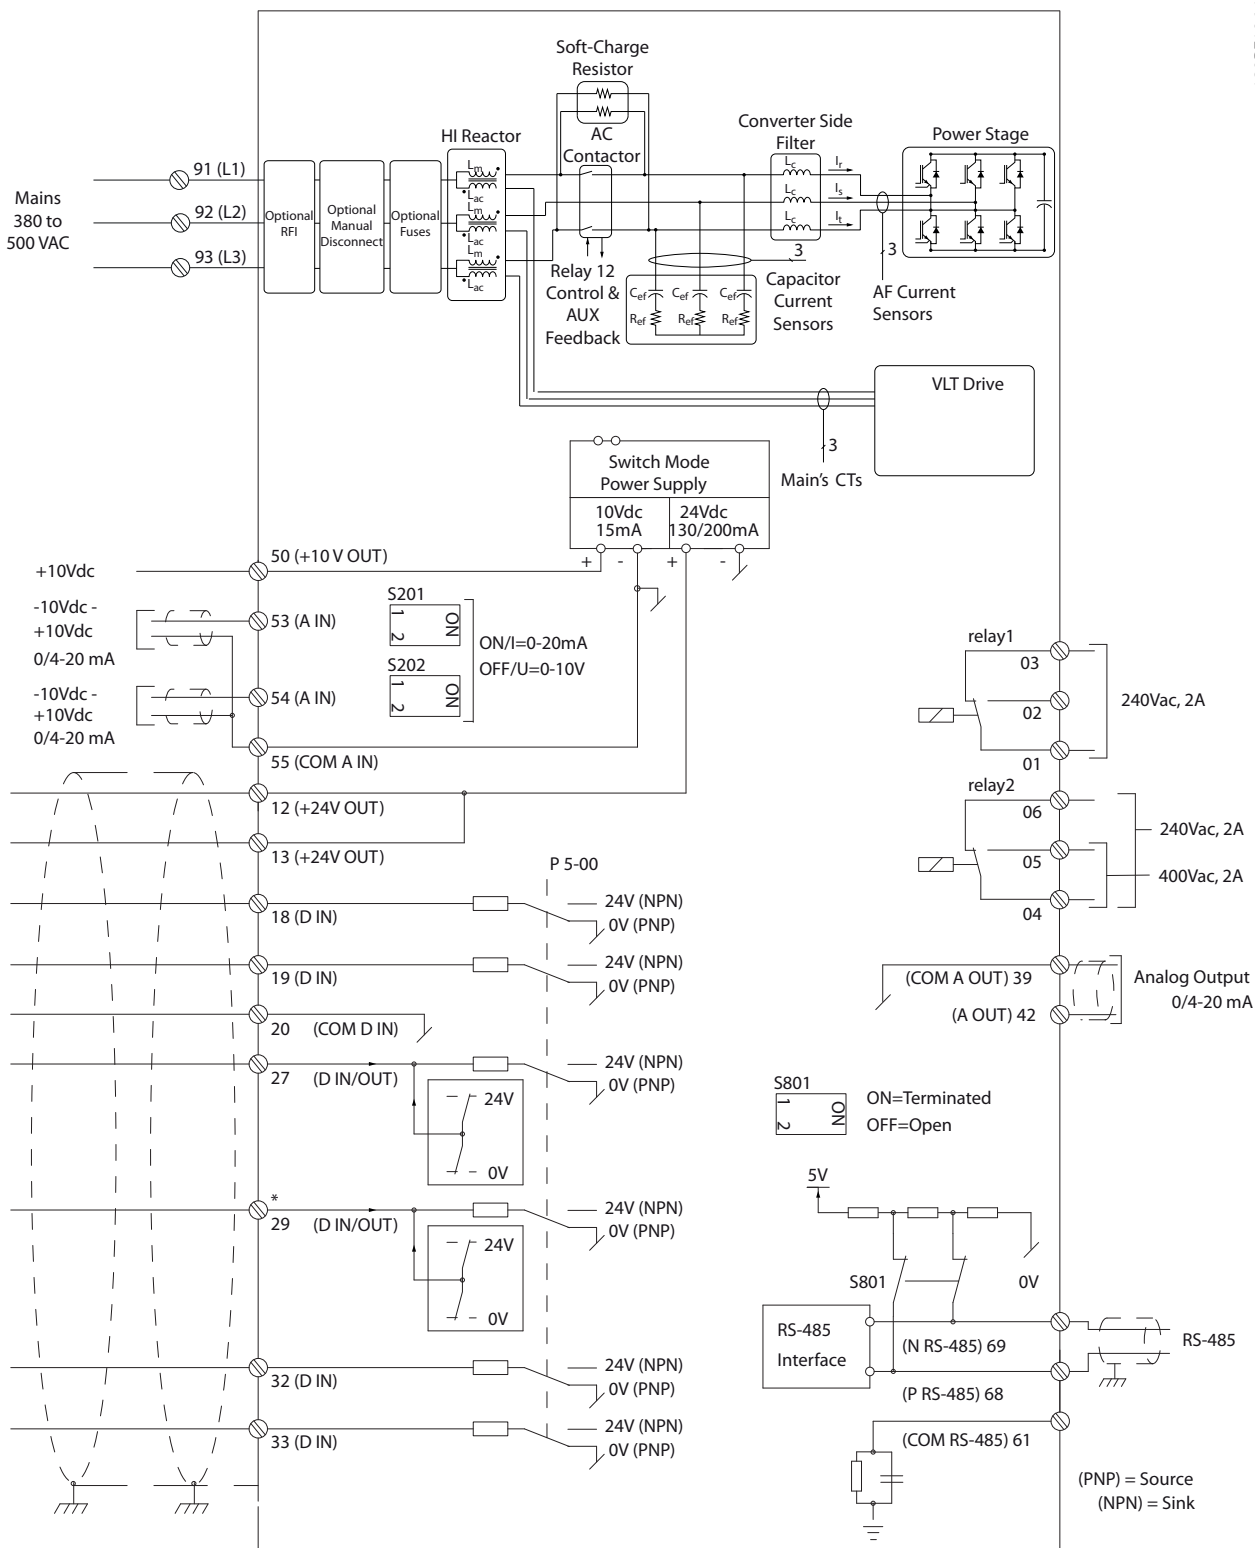 Soft-Charge
Resistor
AC
Contactor
HI Reactor
Converter Side
Filter
Power Stage
Mains
380 to
500 VAC
91 (L1)
92 (L2)
93 (L3)
Optional
RFI
Optional
Manual
Disconnect
Optional
Fuses
Lm
Lac
Lm
Lac
Lm
Lac
Lc
Lc
Lc
Ir
Is
It
3
3
Relay 12
Control &
AUX
Feedback
Cef
Cef
Cef
Ref
Ref
Ref
Capacitor
Current
Sensors
AF Current
Sensors
VLT Drive
3
Main's CTs
Switch Mode
Power Supply
10Vdc
15mA
24Vdc
130/200mA
+ - + -
+10Vdc
50 (+10 V OUT)
-10Vdc -
+10Vdc
0/4-20 mA
53 (A IN)
-10Vdc -
+10Vdc
0/4-20 mA
54 (A IN)
55 (COM A IN)
S201
1
2
ON
S202
1
2
ON
ON/I=0-20mA
OFF/U=0-10V
12 (+24V OUT)
13 (+24V OUT)
P 5-00
18 (D IN)
24V (NPN)
0V (PNP)
19 (D IN)
24V (NPN)
0V (PNP)
20 (COM D IN)
27 (D IN/OUT)
24V (NPN)
0V (PNP)
24V
0V
*
29 (D IN/OUT)
24V (NPN)
0V (PNP)
24V
0V
32 (D IN)
24V (NPN)
0V (PNP)
33 (D IN)
24V (NPN)
0V (PNP)
relay1
03
02
01
240Vac, 2A
relay2
06
05
04
240Vac, 2A
400Vac, 2A
(COM A OUT) 39
(A OUT) 42
Analog Output
0/4-20 mA
S801
1
2
ON
ON=Terminated
OFF=Open
5V
S801
0V
RS-485
Interface
(N RS-485) 69
(P RS-485) 68
(COM RS-485) 61
RS-485
(PNP) = Source
(NPN) = Sink